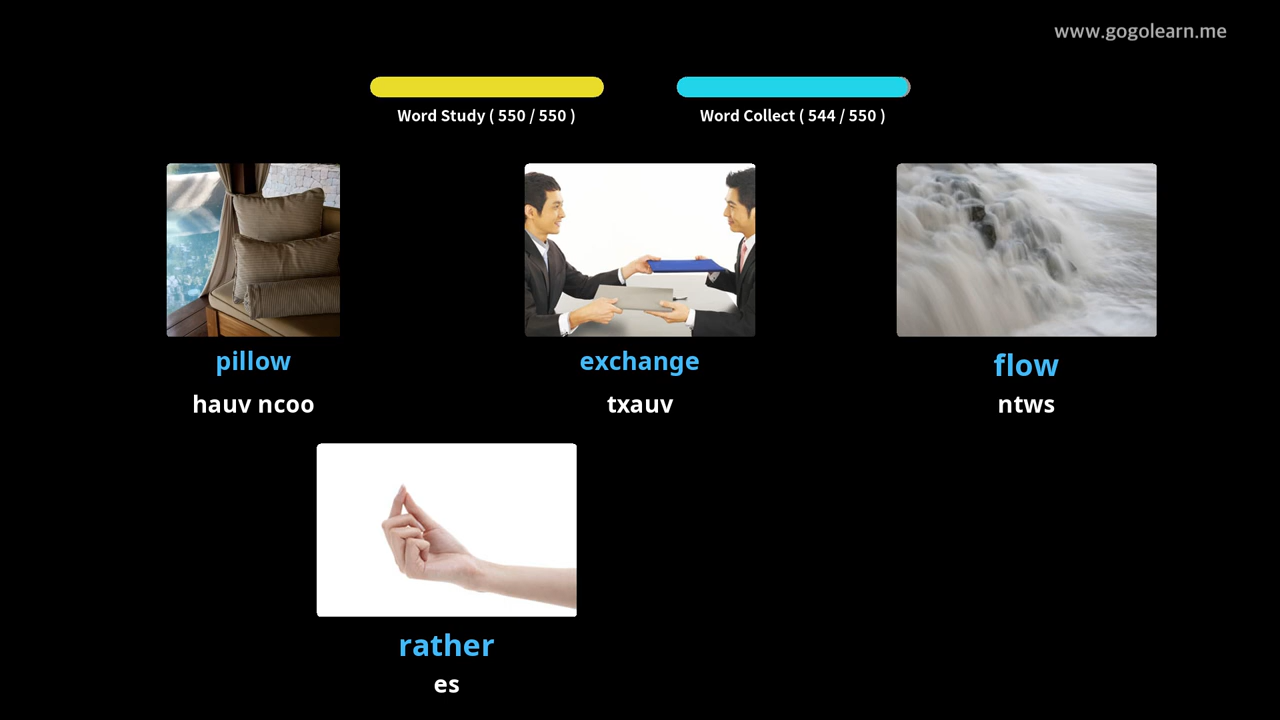 www.gogolearn.me
Word Study ( 550 / 550 )
Word Collect ( 544 / 550 )
pillow
exchange
flow
hauv ncoo
txauv
ntws
rather
es